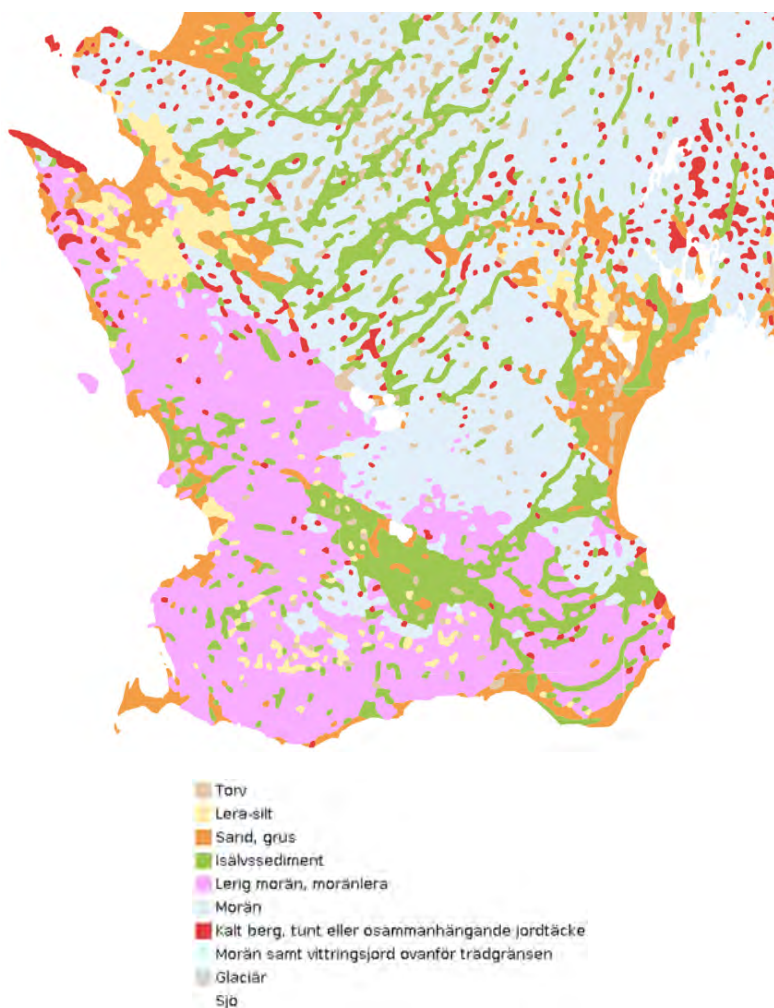 Torv
Lera-silt
Sand, grus
Isälvssediment
Lerig morän, moränlera
Morän
Kalt berg, tunt eller osammanhängande jordtäcke
Morän samt vittringsjord ovanför trädgränsen
Glaciär
Sjö